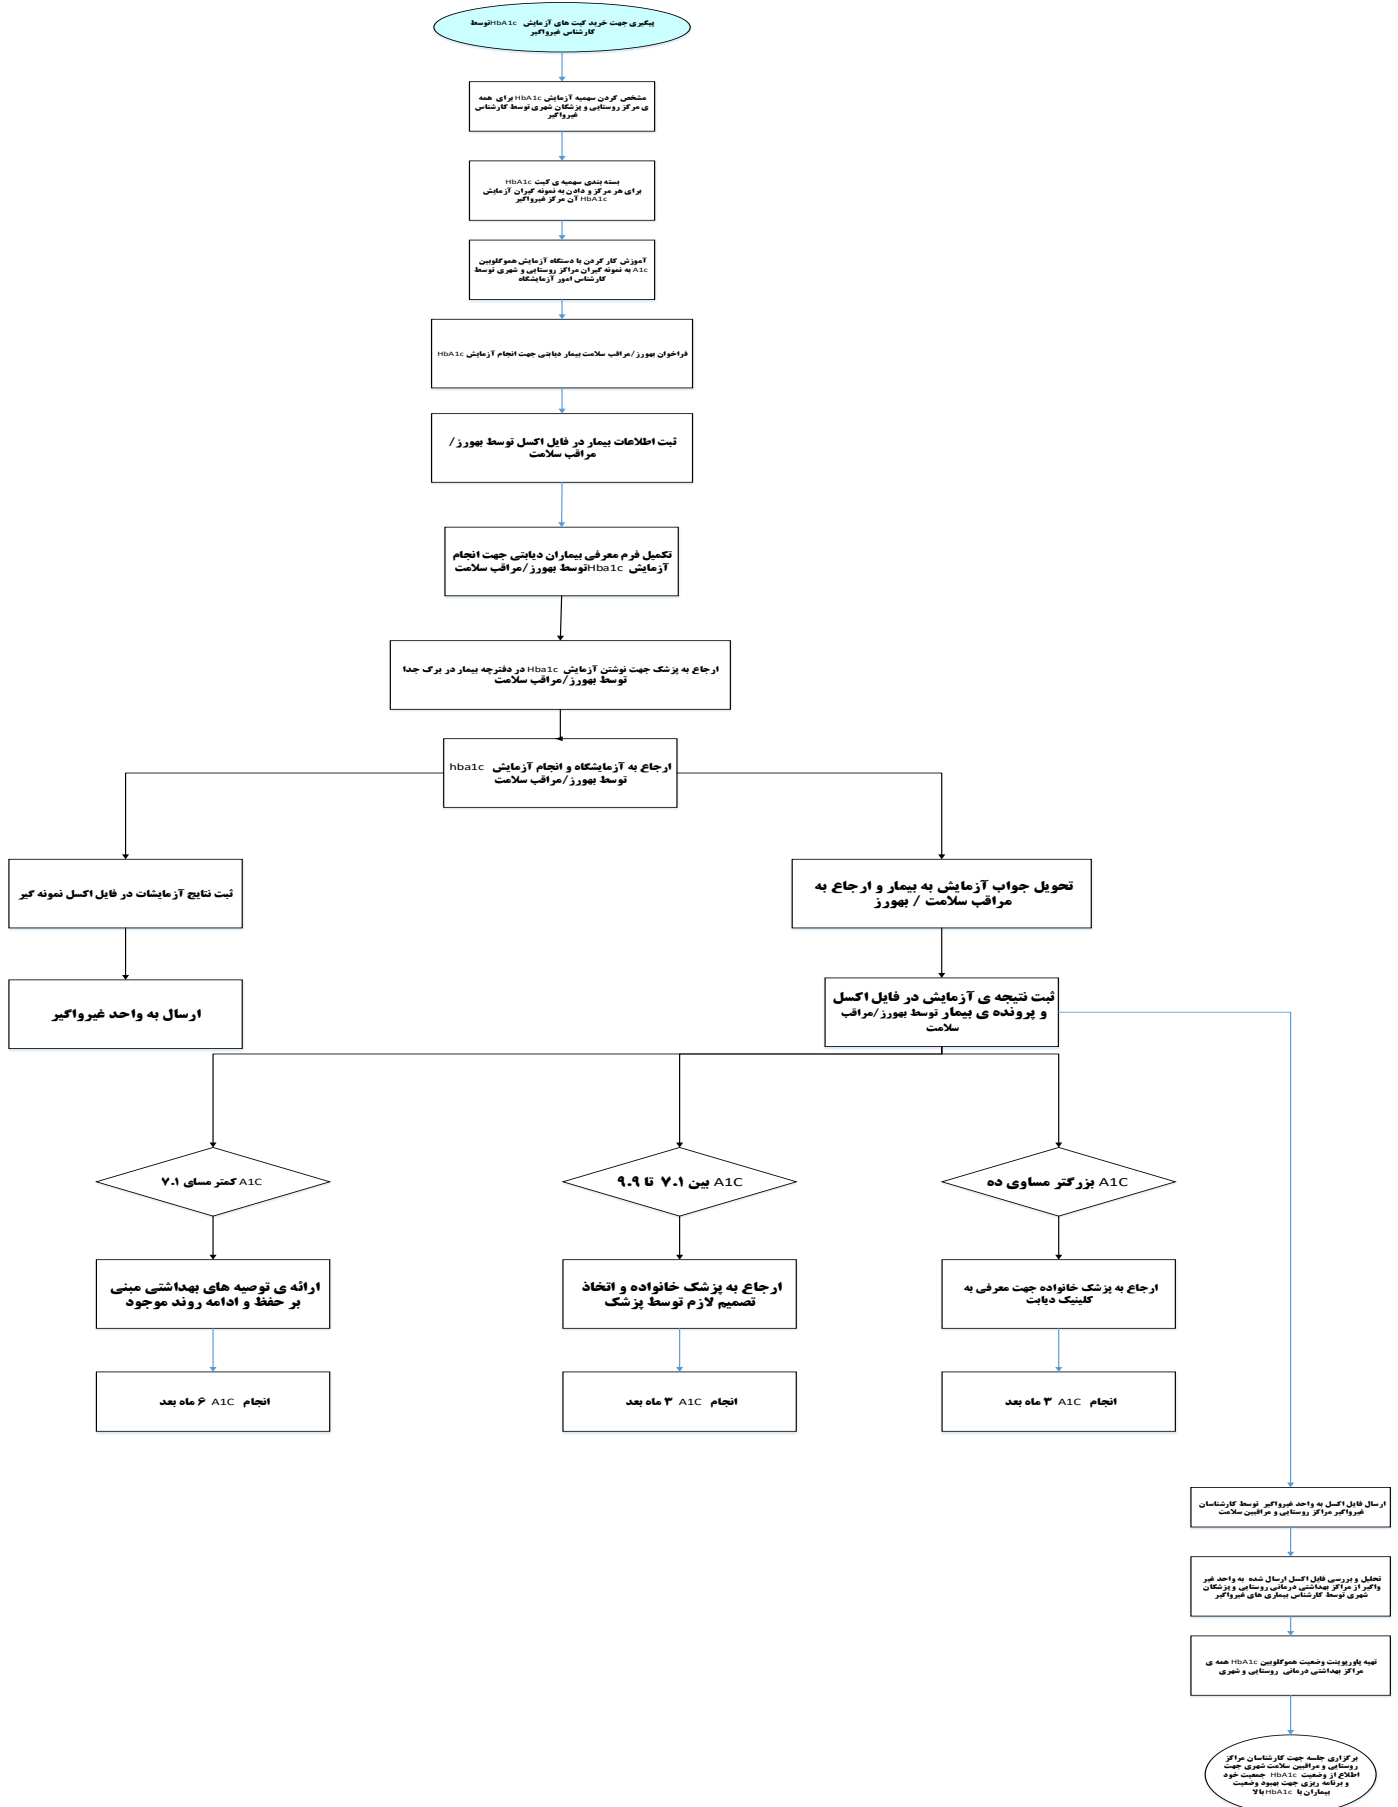 پیگیری جهت خرید کیت های آزمایش HbA1cتوسط
کارشناس غیرواگیر
مشخص کردن سهمیه آزمایش HbA1c برای همه
ی مرکز روستایی و پزشکان شهری توسط کارشناس
غیرواگیر
بسته بندی سهمیه ی کیت HbA1c
برای هر مرکز و دادن به نمونه گیران آزمایش
HbA1c آن مرکز غیرواگیر
آموزش کار کردن با دستگاه آزمایش هموگلوبین
A1c به نمونه گیران مراکز روستایی و شهری توسط
کارشناس امور آزمایشگاه
فراخوان بهورز/مراقب سلامت بیمار دیابتی جهت انجام آزمایش HbA1c
ثبت اطلاعات بیمار در فایل اکسل توسط بهورز/
مراقب سلامت
تکمیل فرم معرفی بیماران دیابتی جهت انجام
آزمایش Hba1cتوسط بهورز/مراقب سلامت
ارجاع به پزشک جهت نوشتن آزمایش Hba1c در دفترچه بیمار در برگ جدا
توسط بهورز/مراقب سلامت
ارجاع به آزمایشگاه و انجام آزمایش hba1c
توسط بهورز/مراقب سلامت
تحویل جواب آزمایش به بیمار و ارجاع به
مراقب سلامت / بهورز
ثبت نتایج آزمایشات در فایل اکسل نمونه گیر
ثبت نتیجه ی آزمایش در فایل اکسل
و پرونده ی بیمار توسط بهورز/مراقب
سلامت
ارسال به واحد غیرواگیر
A1C بزرگتر مساوی ده
A1C بین ۷.۱ تا ۹.۹
A1C کمتر مسای ۷.۱
ارجاع به پزشک خانواده جهت معرفی به
کلینیک دیابت
ارجاع به پزشک خانواده و اتخاذ
تصمیم لازم توسط پزشک
ارائه ی توصیه های بهداشتی مبنی
بر حفظ و ادامه روند موجود
انجام A1C ۳ ماه بعد
انجام A1C ۳ ماه بعد
انجام A1C ۶ ماه بعد
ارسال فایل اکسل به واحد غیرواگیر توسط کارشناسان
غیرواگیر مراکز روستایی و مراقبین سلامت
تحلیل و بررسی فایل اکسل ارسال شده به واحد غیر
واگیر از مراکز بهداشتی درمانی روستایی و پزشکان
شهری توسط کارشناس بیماری های غیرواگیر
تهیه پاورپوینت وضعیت هموگلوبین HbA1c همه ی
مراکز بهداشتی درمانی روستایی و شهری
برگزاری جلسه جهت کارشناسان مراکز
روستایی و مراقبین سلامت شهری جهت
اطلاع از وضعیت HbA1c جمعیت خود
و برنامه ریزی جهت بهبود وضعیت
بیماران با HbA1cبالا